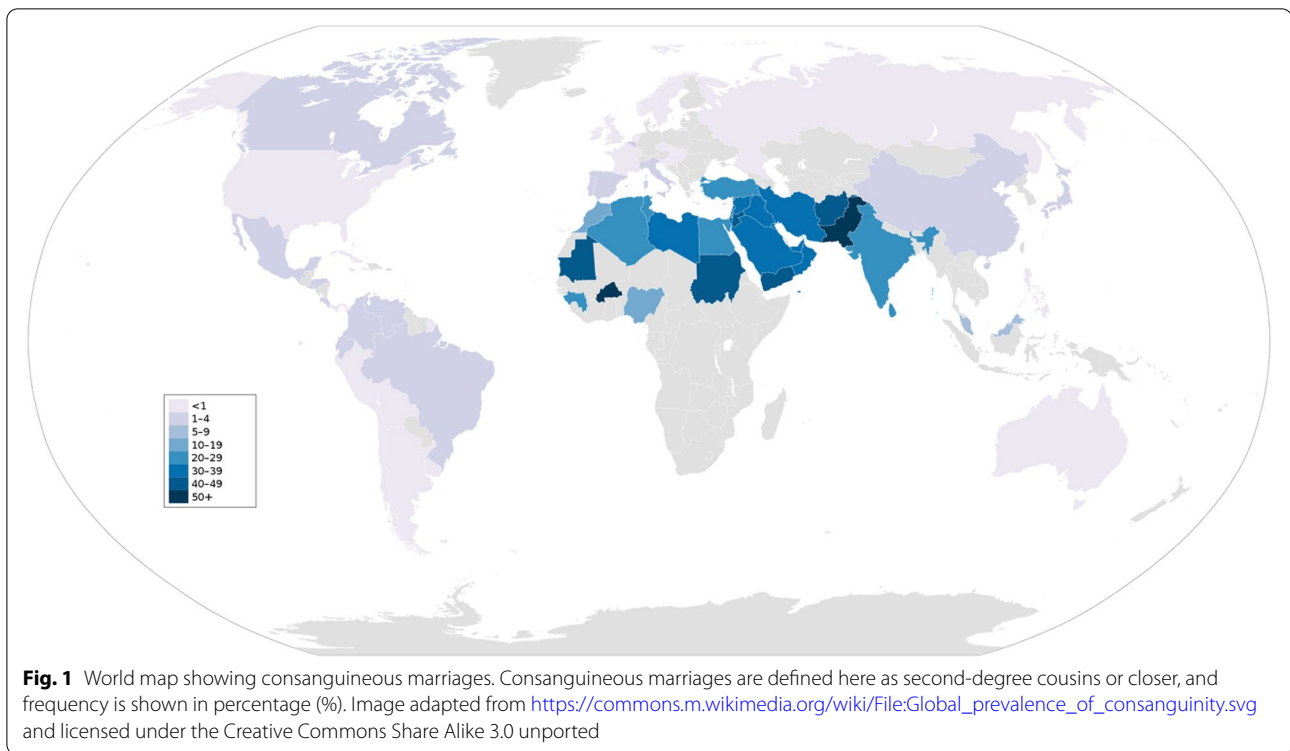 <1
1–4
5–9
10–19
20–29
30–39
40–49
50+
Fig. 1 World map showing consanguineous marriages. Consanguineous marriages are defined here as second-degree cousins or closer, and
frequency is shown in percentage (%). Image adapted from https://commons.m.wikimedia.org/wiki/File:Global_prevalence_of_consanguinity.svg
and licensed under the Creative Commons Share Alike 3.0 unported